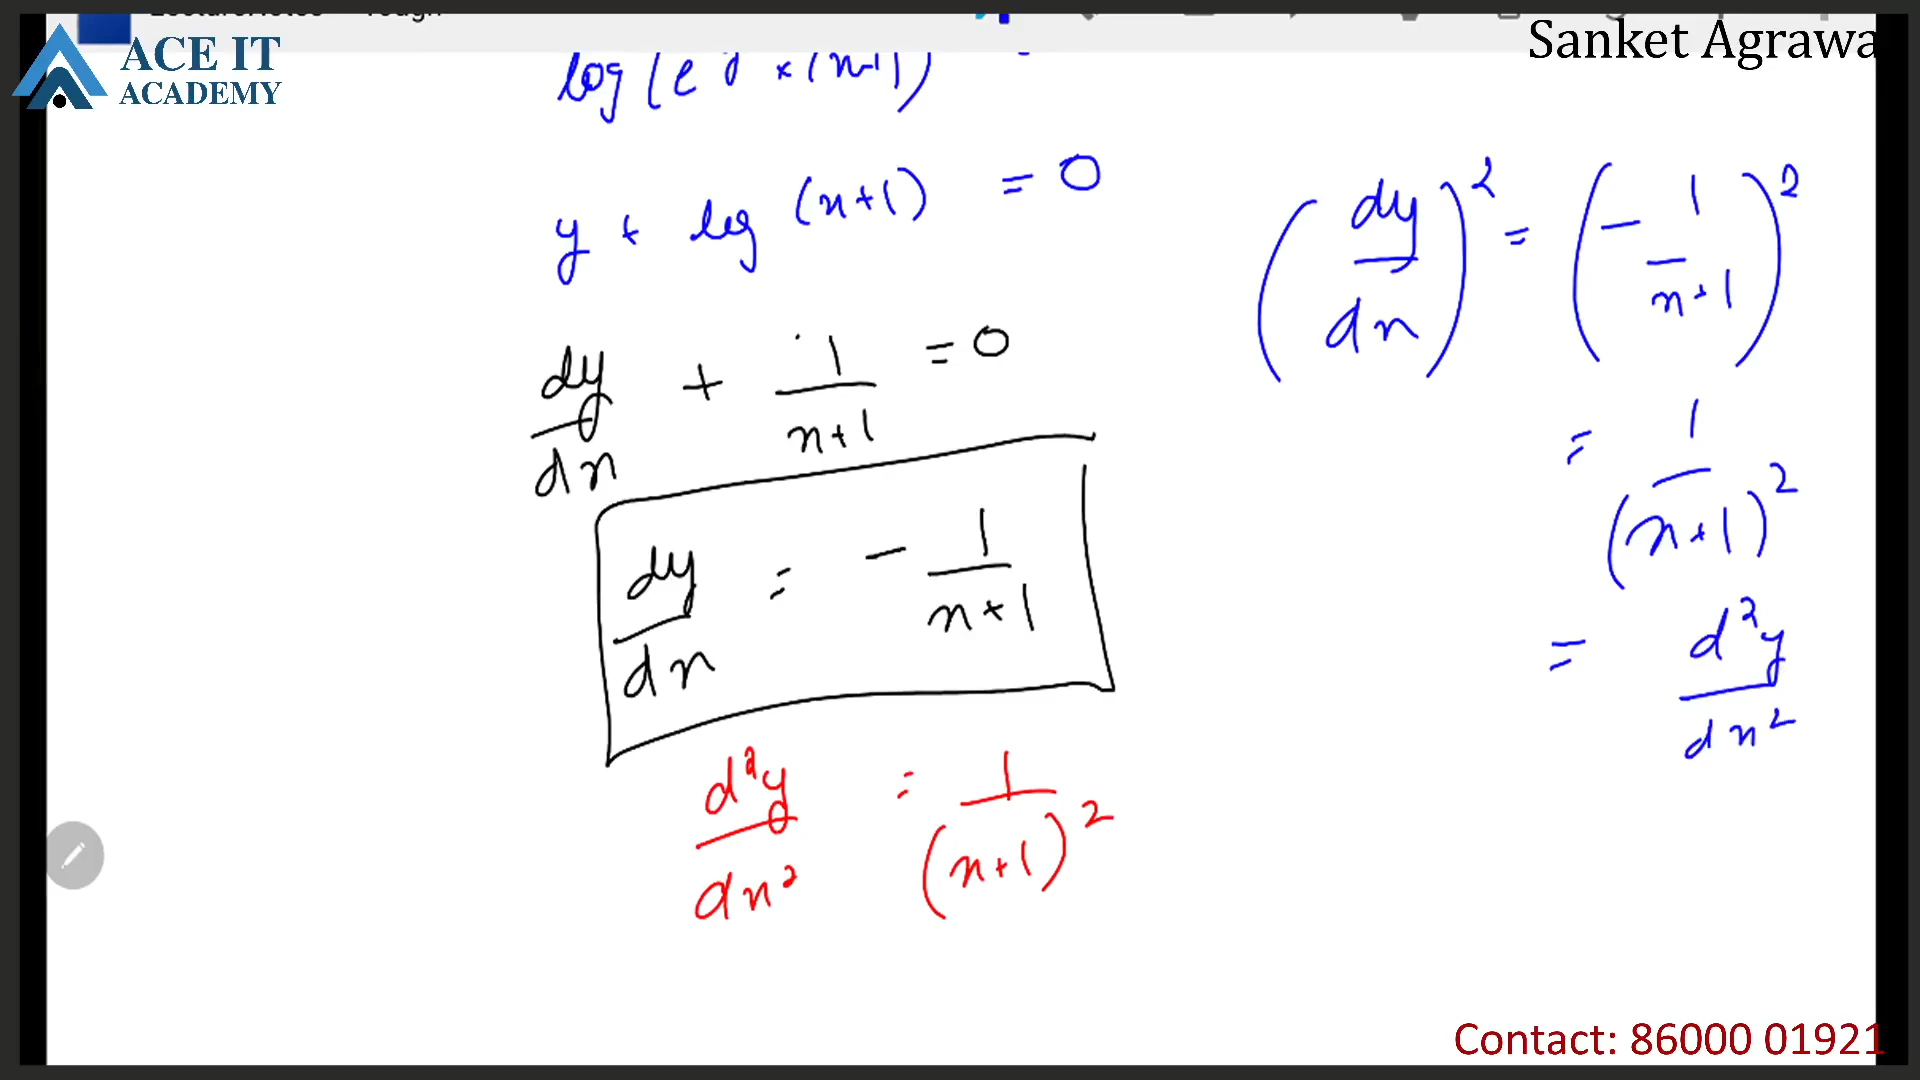 ACE IT
ACADEMY
Sanket Agrawa
log(e^y × (x+1))
y + log (x+1) = 0
dy/dx + 1/(x+1) = 0
dy/dx = - 1/(x+1)
d²y/dx² = 1/(x+1)²
(dy/dx)² = (- 1/(x+1))²
= 1/(x+1)²
= d²y/dx²
Contact: 86000 01921